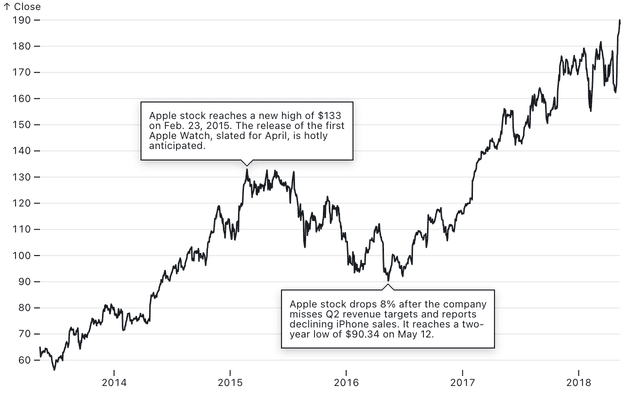 ↑ Close
190
180
170
160
150
140
130
120
110
100
90
80
70
60
Apple stock reaches a new high of $133
on Feb. 23, 2015. The release of the first
Apple Watch, slated for April, is hotly
anticipated.
Apple stock drops 8% after the company
misses Q2 revenue targets and reports
declining iPhone sales. It reaches a two-
year low of $90.34 on May 12.
2014 2015 2016 2017 2018